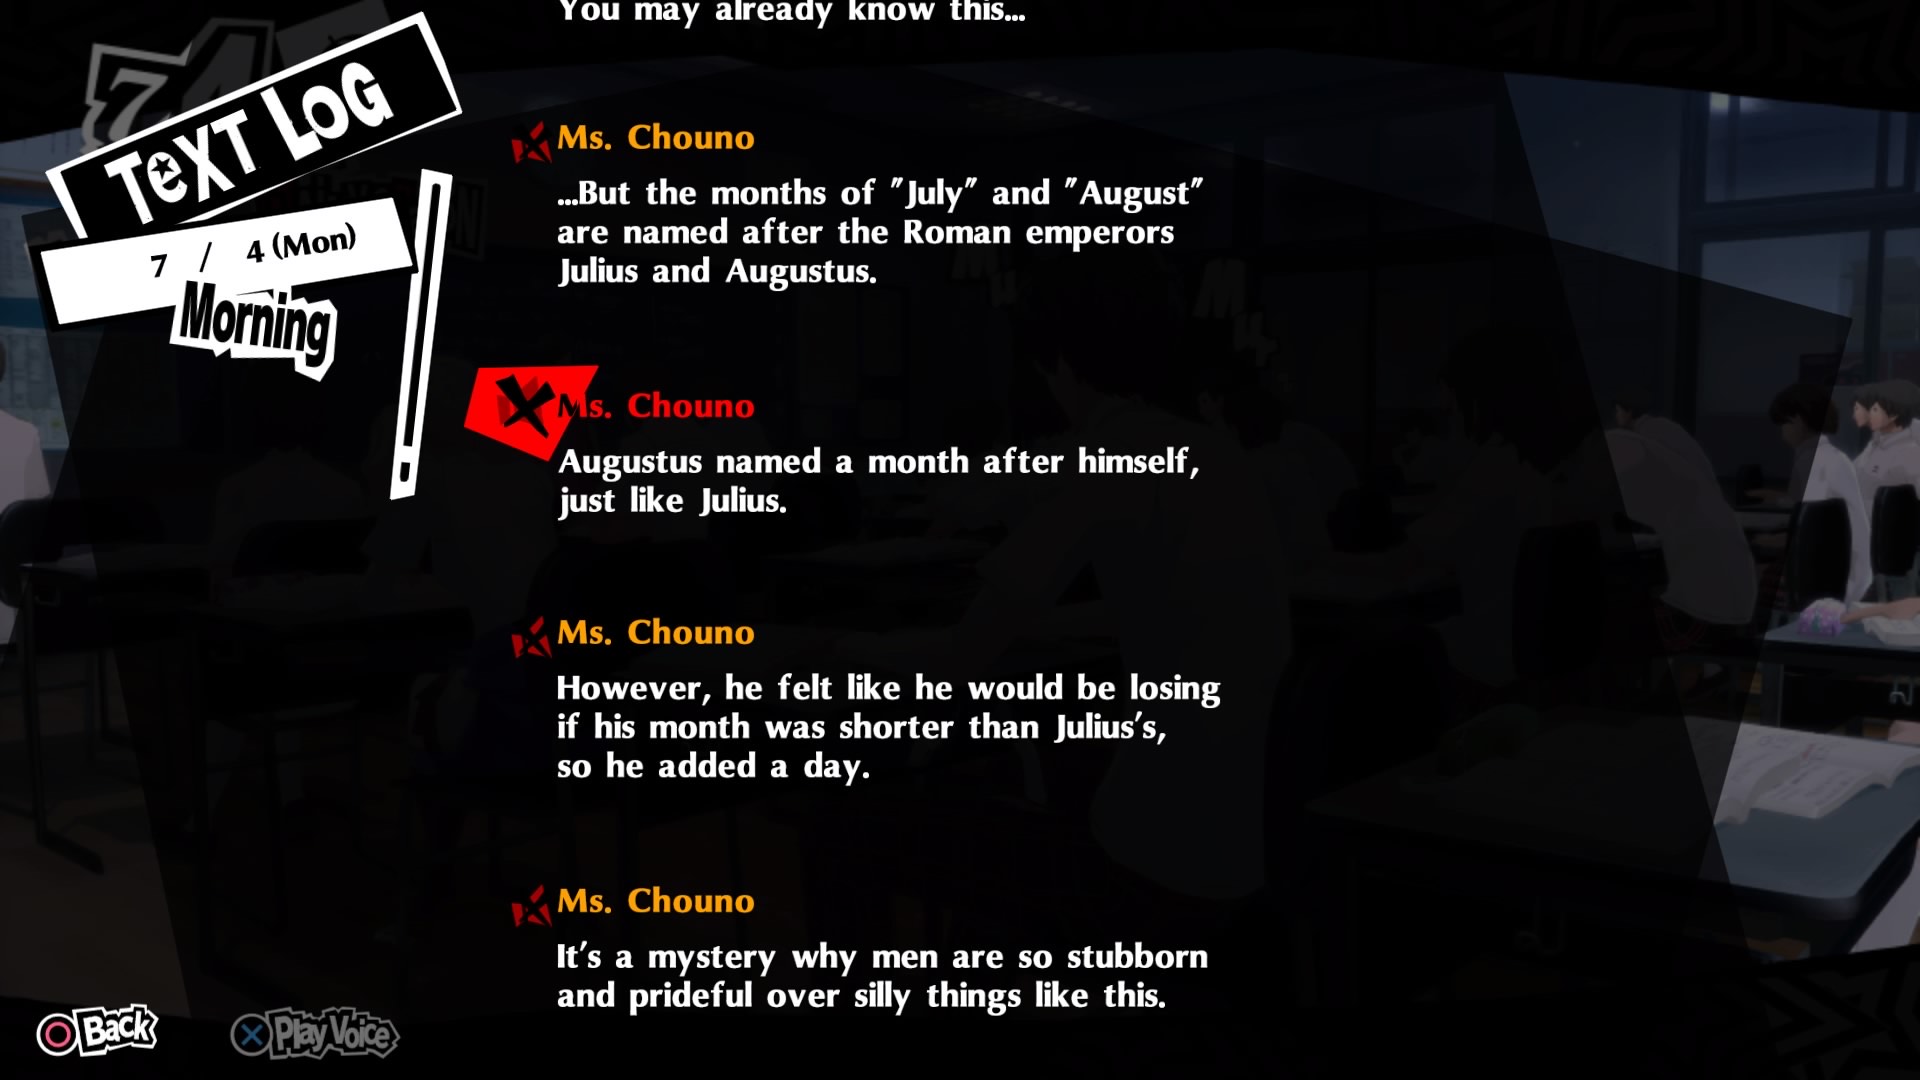 You may already know this...
TeXT LOG
7 / 4 (Mon)
Morning
Ms. Chouno
...But the months of "July" and "August"
are named after the Roman emperors
Julius and Augustus.
Ms. Chouno
Augustus named a month after himself,
just like Julius.
Ms. Chouno
However, he felt like he would be losing
if his month was shorter than Julius's,
so he added a day.
Ms. Chouno
It's a mystery why men are so stubborn
and prideful over silly things like this.
Back
Play Voice